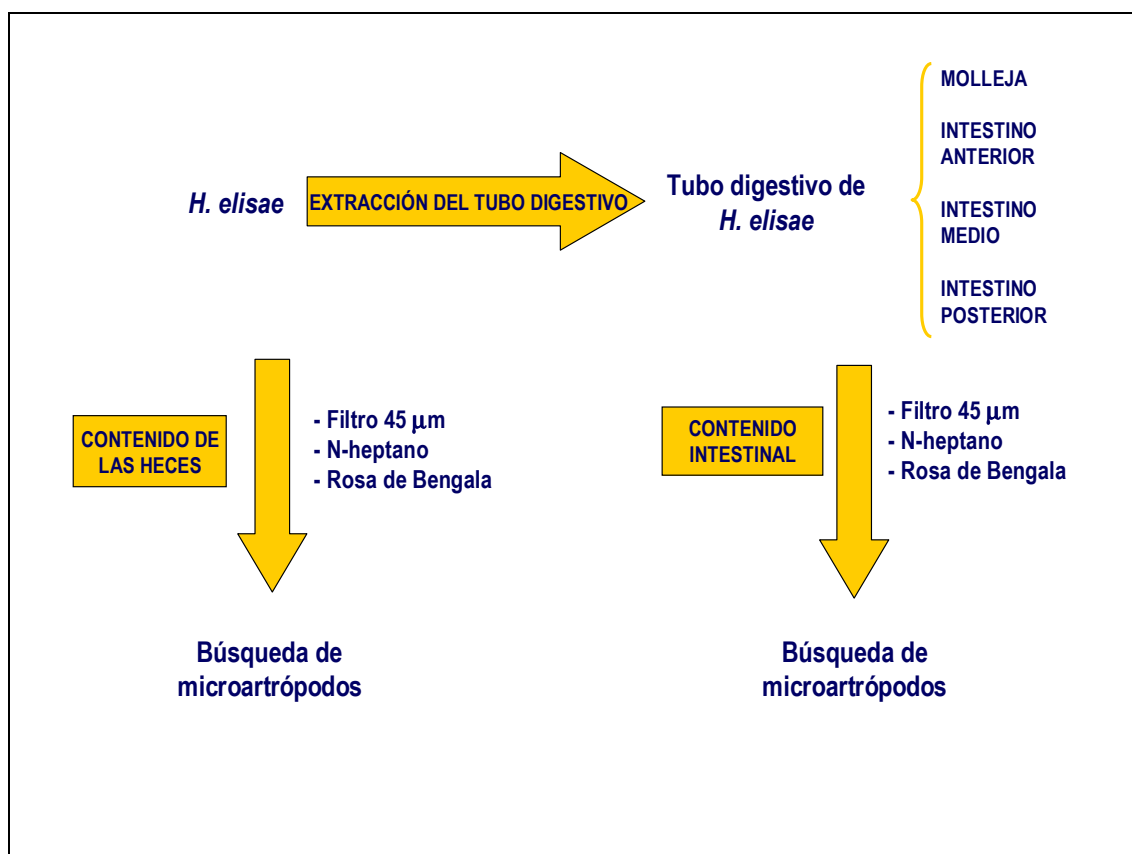 H. elisae
EXTRACCIÓN DEL TUBO DIGESTIVO
Tubo digestivo de
H. elisae
MOLLEJA
INTESTINO
ANTERIOR
INTESTINO
MEDIO
INTESTINO
POSTERIOR
CONTENIDO DE
LAS HECES
- Filtro 45 μm
- N-heptano
- Rosa de Bengala
CONTENIDO
INTESTINAL
- Filtro 45 μm
- N-heptano
- Rosa de Bengala
Búsqueda de
microartrópodos
Búsqueda de
microartrópodos